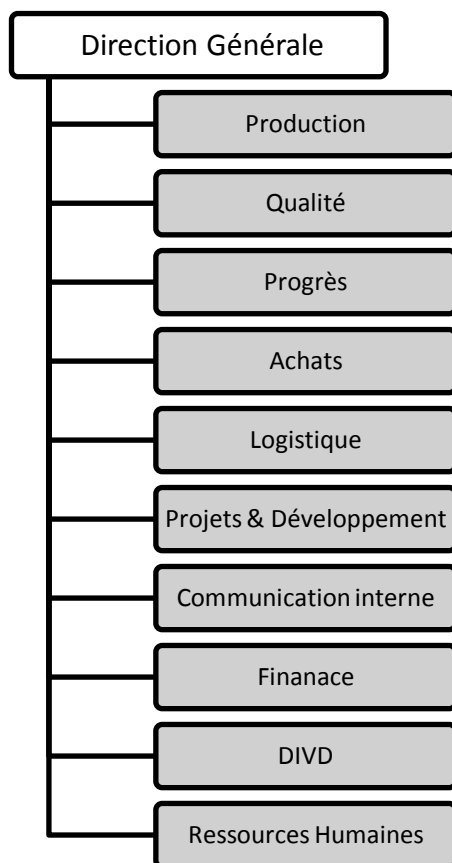 Direction Générale
Production
Qualité
Progrès
Achats
Logistique
Projets & Développement
Communication interne
Finanace
DIVD
Ressources Humaines